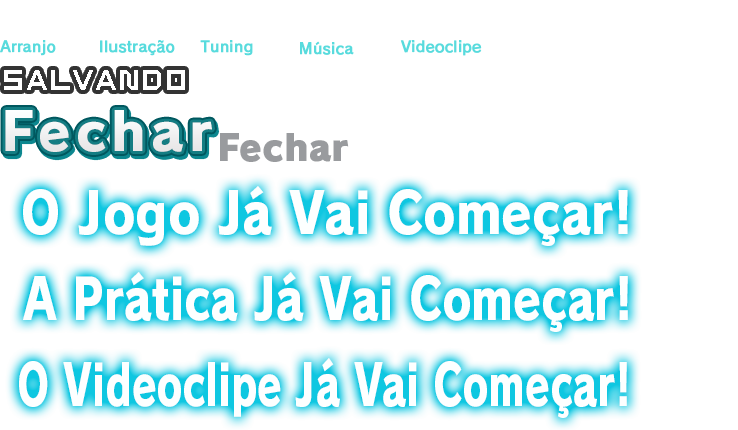 Arranjo Ilustração Tuning Música Videoclipe
SALVANDO
Fechar Fechar
O Jogo Já Vai Começar!
A Prática Já Vai Começar!
O Videoclipe Já Vai Começar!